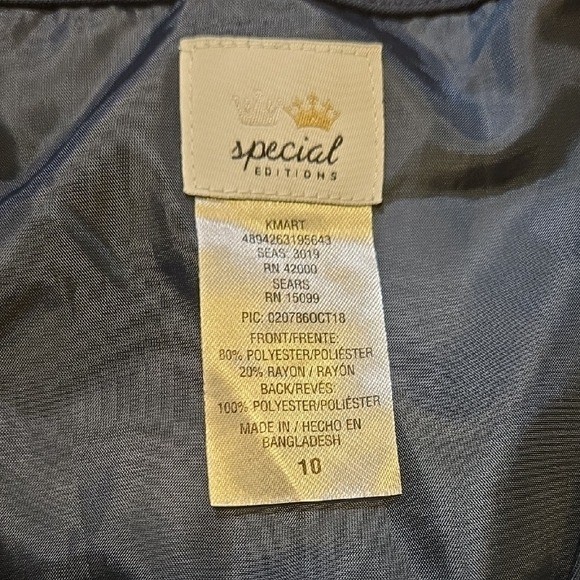 special
EDITIONS
KMART
4894263195643
SEAS: 3019
RN 42000
SEARS
RN 15099
PIC: 020786OCT18
FRONT/FRENTE:
80% POLYESTER/POLIÉSTER
20% RAYON / RAYÓN
BACK/REVÉS:
100% POLYESTER/POLIÉSTER
MADE IN / HECHO EN
BANGLADESH
10